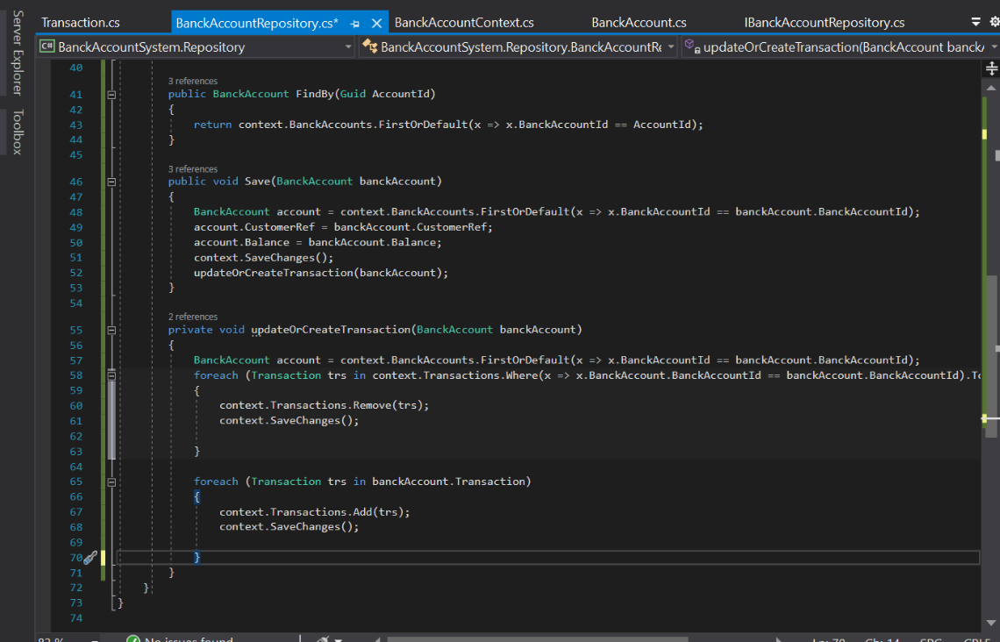 Server Explorer
Toolbox
Transaction.cs
BanckAccountRepository.cs*
BanckAccountContext.cs
BanckAccount.cs
IBanckAccountRepository.cs
C# BanckAccountSystem.Repository
BanckAccountSystem.Repository.BanckAccountRe
updateOrCreateTransaction(BanckAccount banckA
40
3 references
41 public BanckAccount FindBy(Guid AccountId)
42 {
43 return context.BanckAccounts.FirstOrDefault(x => x.BanckAccountId == AccountId);
44 }
45
3 references
46 public void Save(BanckAccount banckAccount)
47 {
48 BanckAccount account = context.BanckAccounts.FirstOrDefault(x => x.BanckAccountId == banckAccount.BanckAccountId);
49 account.CustomerRef = banckAccount.CustomerRef;
50 account.Balance = banckAccount.Balance;
51 context.SaveChanges();
52 updateOrCreateTransaction(banckAccount);
53 }
54
2 references
55 private void updateOrCreateTransaction(BanckAccount banckAccount)
56 {
57 BanckAccount account = context.BanckAccounts.FirstOrDefault(x => x.BanckAccountId == banckAccount.BanckAccountId);
58 foreach (Transaction trs in context.Transactions.Where(x => x.BanckAccount.BanckAccountId == banckAccount.BanckAccountId).To
59 {
60 context.Transactions.Remove(trs);
61 context.SaveChanges();
62
63 }
64
65 foreach (Transaction trs in banckAccount.Transaction)
66 {
67 context.Transactions.Add(trs);
68 context.SaveChanges();
69
70 }
71 }
72 }
73 }
74
82 % No issues found Ln: 70 Ch: 14 SPC CRLF